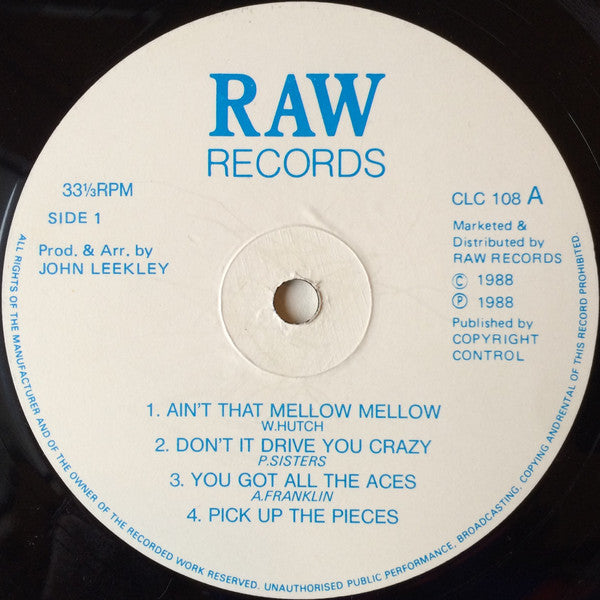 RAW
RECORDS
33⅓RPM
SIDE 1
Prod. & Arr. by
JOHN LEEKLEY
CLC 108 A
Marketed &
Distributed by
RAW RECORDS
© 1988
℗ 1988
Published by
COPYRIGHT
CONTROL
1. AIN'T THAT MELLOW MELLOW
W.HUTCH
2. DON'T IT DRIVE YOU CRAZY
P.SISTERS
3. YOU GOT ALL THE ACES
A.FRANKLIN
4. PICK UP THE PIECES
ALL RIGHTS OF THE MANUFACTURER AND OF THE OWNER OF THE RECORDED WORK RESERVED. UNAUTHORISED PUBLIC PERFORMANCE, BROADCASTING, COPYING ANDRENTAL OF THIS RECORD PROHIBITED.